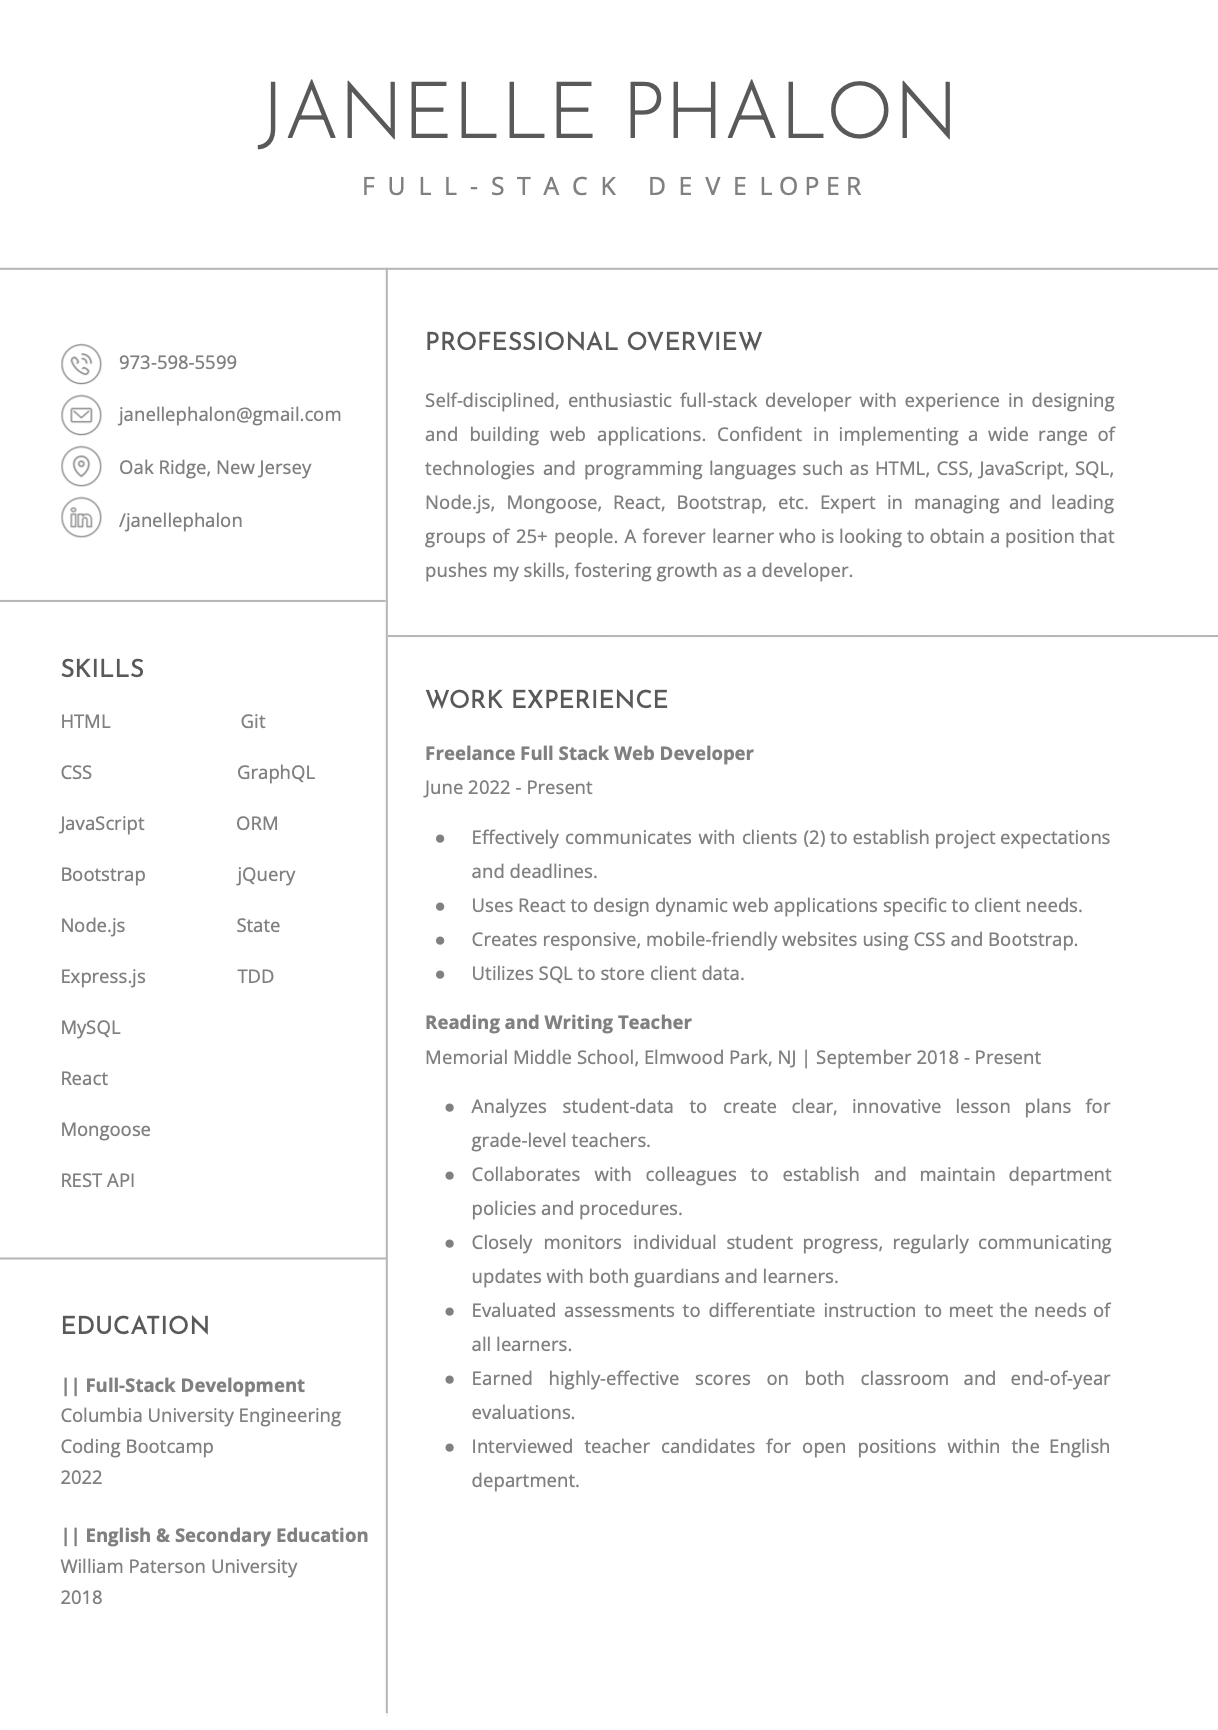 JANELLE PHALON
FULL-STACK DEVELOPER
973-598-5599
janellephalon@gmail.com
Oak Ridge, New Jersey
in
/janellephalon
SKILLS
HTML Git
CSS GraphQL
JavaScript ORM
Bootstrap jQuery
Node.js State
Express.js TDD
MySQL
React
Mongoose
REST API
EDUCATION
|| Full-Stack Development
Columbia University Engineering
Coding Bootcamp
2022
|| English & Secondary Education
William Paterson University
2018
PROFESSIONAL OVERVIEW
Self-disciplined, enthusiastic full-stack developer with experience in designing
and building web applications. Confident in implementing a wide range of
technologies and programming languages such as HTML, CSS, JavaScript, SQL,
Node.js, Mongoose, React, Bootstrap, etc. Expert in managing and leading
groups of 25+ people. A forever learner who is looking to obtain a position that
pushes my skills, fostering growth as a developer.
WORK EXPERIENCE
Freelance Full Stack Web Developer
June 2022 - Present
● Effectively communicates with clients (2) to establish project expectations
and deadlines.
● Uses React to design dynamic web applications specific to client needs.
● Creates responsive, mobile-friendly websites using CSS and Bootstrap.
● Utilizes SQL to store client data.
Reading and Writing Teacher
Memorial Middle School, Elmwood Park, NJ | September 2018 - Present
● Analyzes student-data to create clear, innovative lesson plans for
grade-level teachers.
● Collaborates with colleagues to establish and maintain department
policies and procedures.
● Closely monitors individual student progress, regularly communicating
updates with both guardians and learners.
● Evaluated assessments to differentiate instruction to meet the needs of
all learners.
● Earned highly-effective scores on both classroom and end-of-year
evaluations.
● Interviewed teacher candidates for open positions within the English
department.